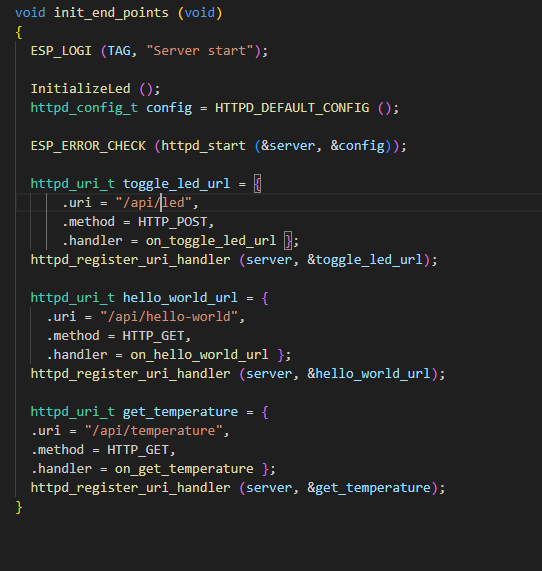 void init_end_points (void)
{
ESP_LOGI (TAG, "Server start");
InitializeLed ();
httpd_config_t config = HTTPD_DEFAULT_CONFIG ();
ESP_ERROR_CHECK (httpd_start (&server, &config));
httpd_uri_t toggle_led_url = {
.uri = "/api/led",
.method = HTTP_POST,
.handler = on_toggle_led_url };
httpd_register_uri_handler (server, &toggle_led_url);
httpd_uri_t hello_world_url = {
.uri = "/api/hello-world",
.method = HTTP_GET,
.handler = on_hello_world_url };
httpd_register_uri_handler (server, &hello_world_url);
httpd_uri_t get_temperature = {
.uri = "/api/temperature",
.method = HTTP_GET,
.handler = on_get_temperature };
httpd_register_uri_handler (server, &get_temperature);
}